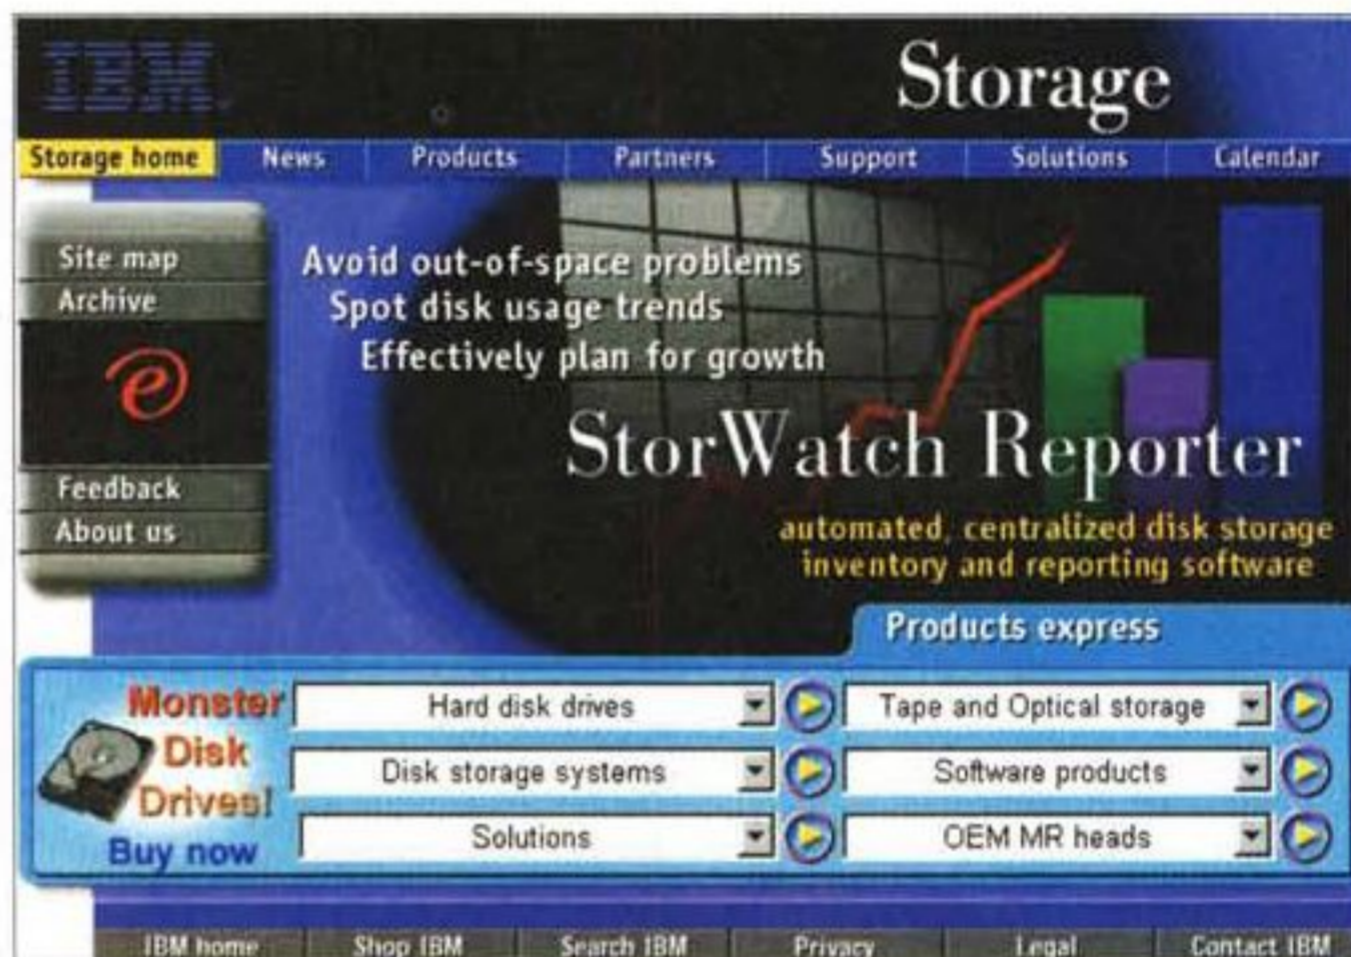 IBM
Storage
Storage home News Products Partners Support Solutions Calendar
Site map
Archive
e
Feedback
About us
Avoid out-of-space problems
Spot disk usage trends
Effectively plan for growth
StorWatch Reporter
automated, centralized disk storage
inventory and reporting software
Products express
Monster
Disk
Drives!
Buy now
Hard disk drives Tape and Optical storage
Disk storage systems Software products
Solutions OEM MR heads
IBM home Shop IBM Search IBM Privacy Legal Contact IBM